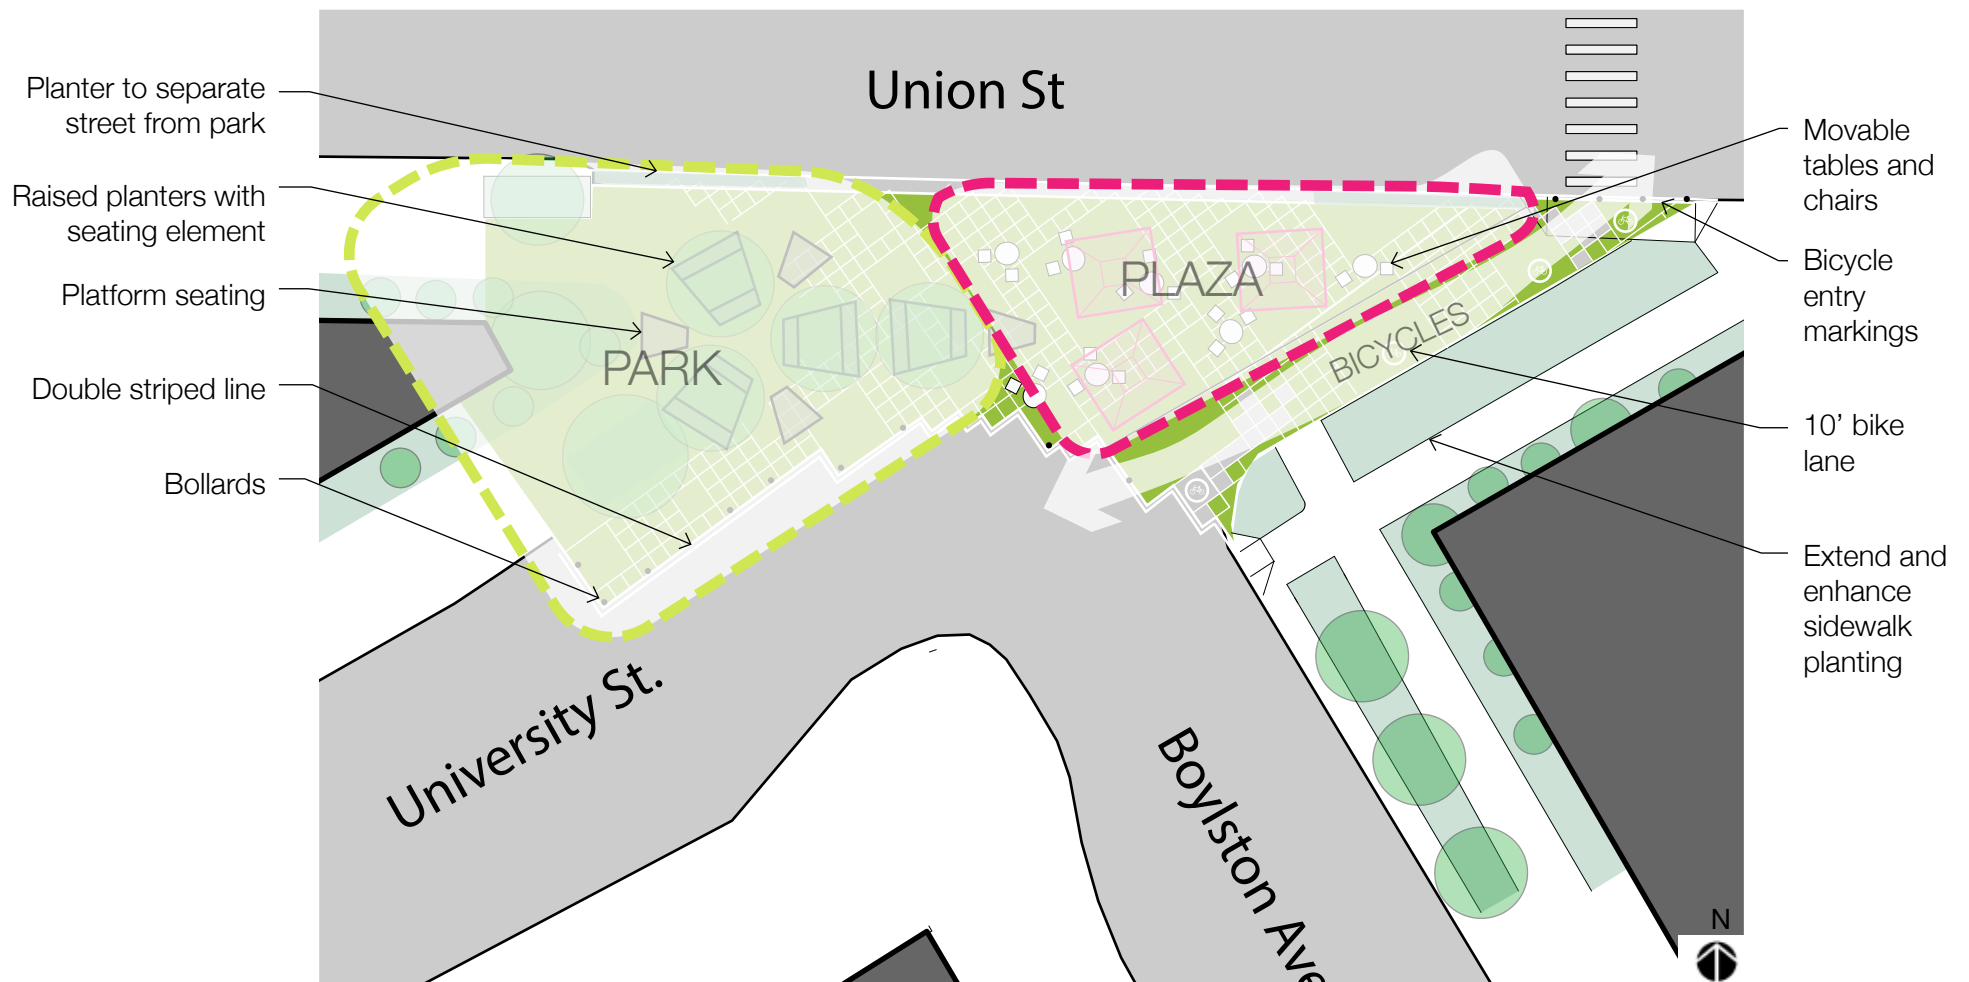 Union St
Planter to separate
street from park
Raised planters with
seating element
Platform seating
Double striped line
Bollards
PARK
PLAZA
BICYCLES
Movable
tables and
chairs
Bicycle
entry
markings
10’ bike
lane
Extend and
enhance
sidewalk
planting
University St.
Boylston Ave
N